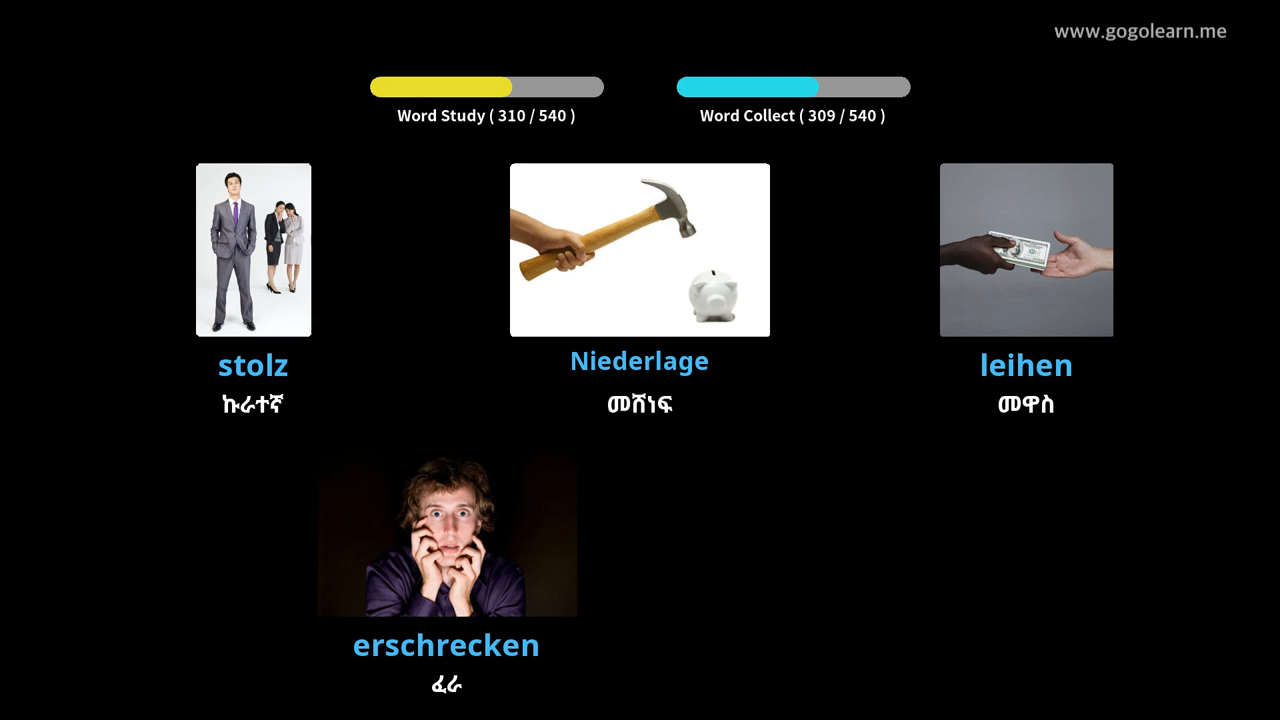 www.gogolearn.me
Word Study ( 310 / 540 )
Word Collect ( 309 / 540 )
stolz
ኩራተኛ
Niederlage
መሸነፍ
leihen
መዋስ
erschrecken
ፈራ